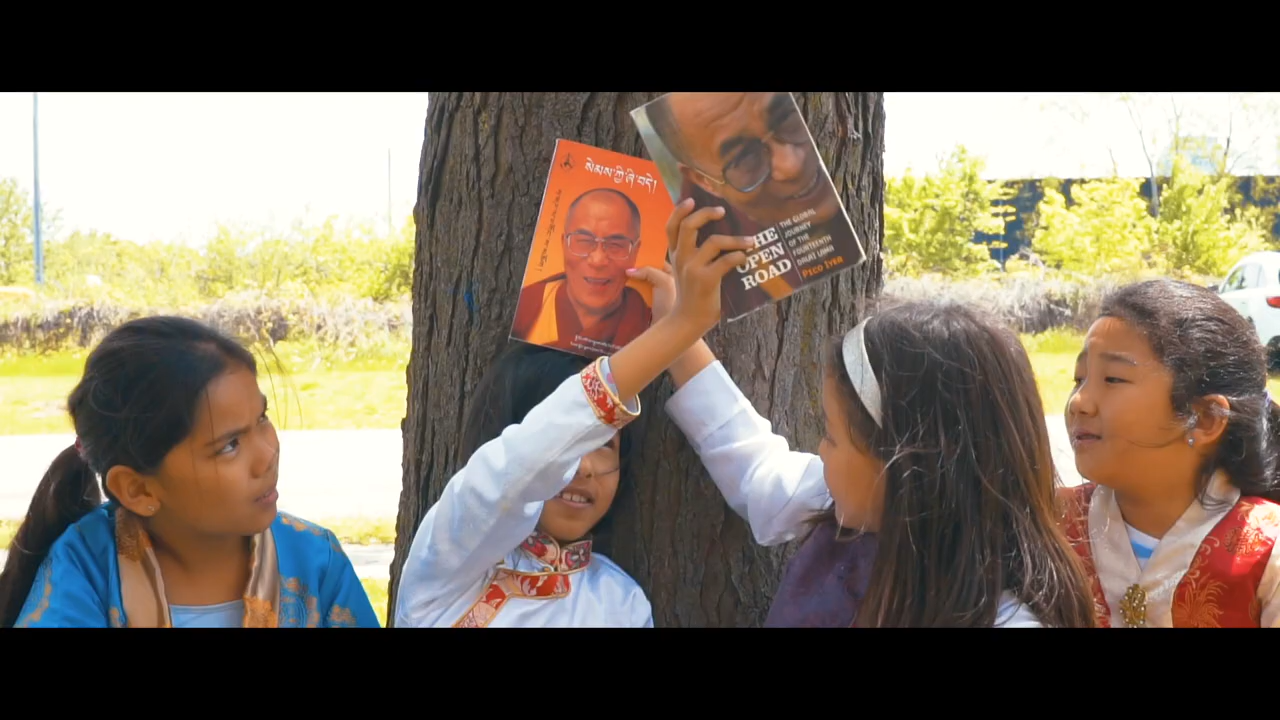 སེམས་ཀྱི་ཞི་བདེ།
THE
OPEN
ROAD
THE GLOBAL
JOURNEY
OF THE
FOURTEENTH
DALAI LAMA
PICO IYER